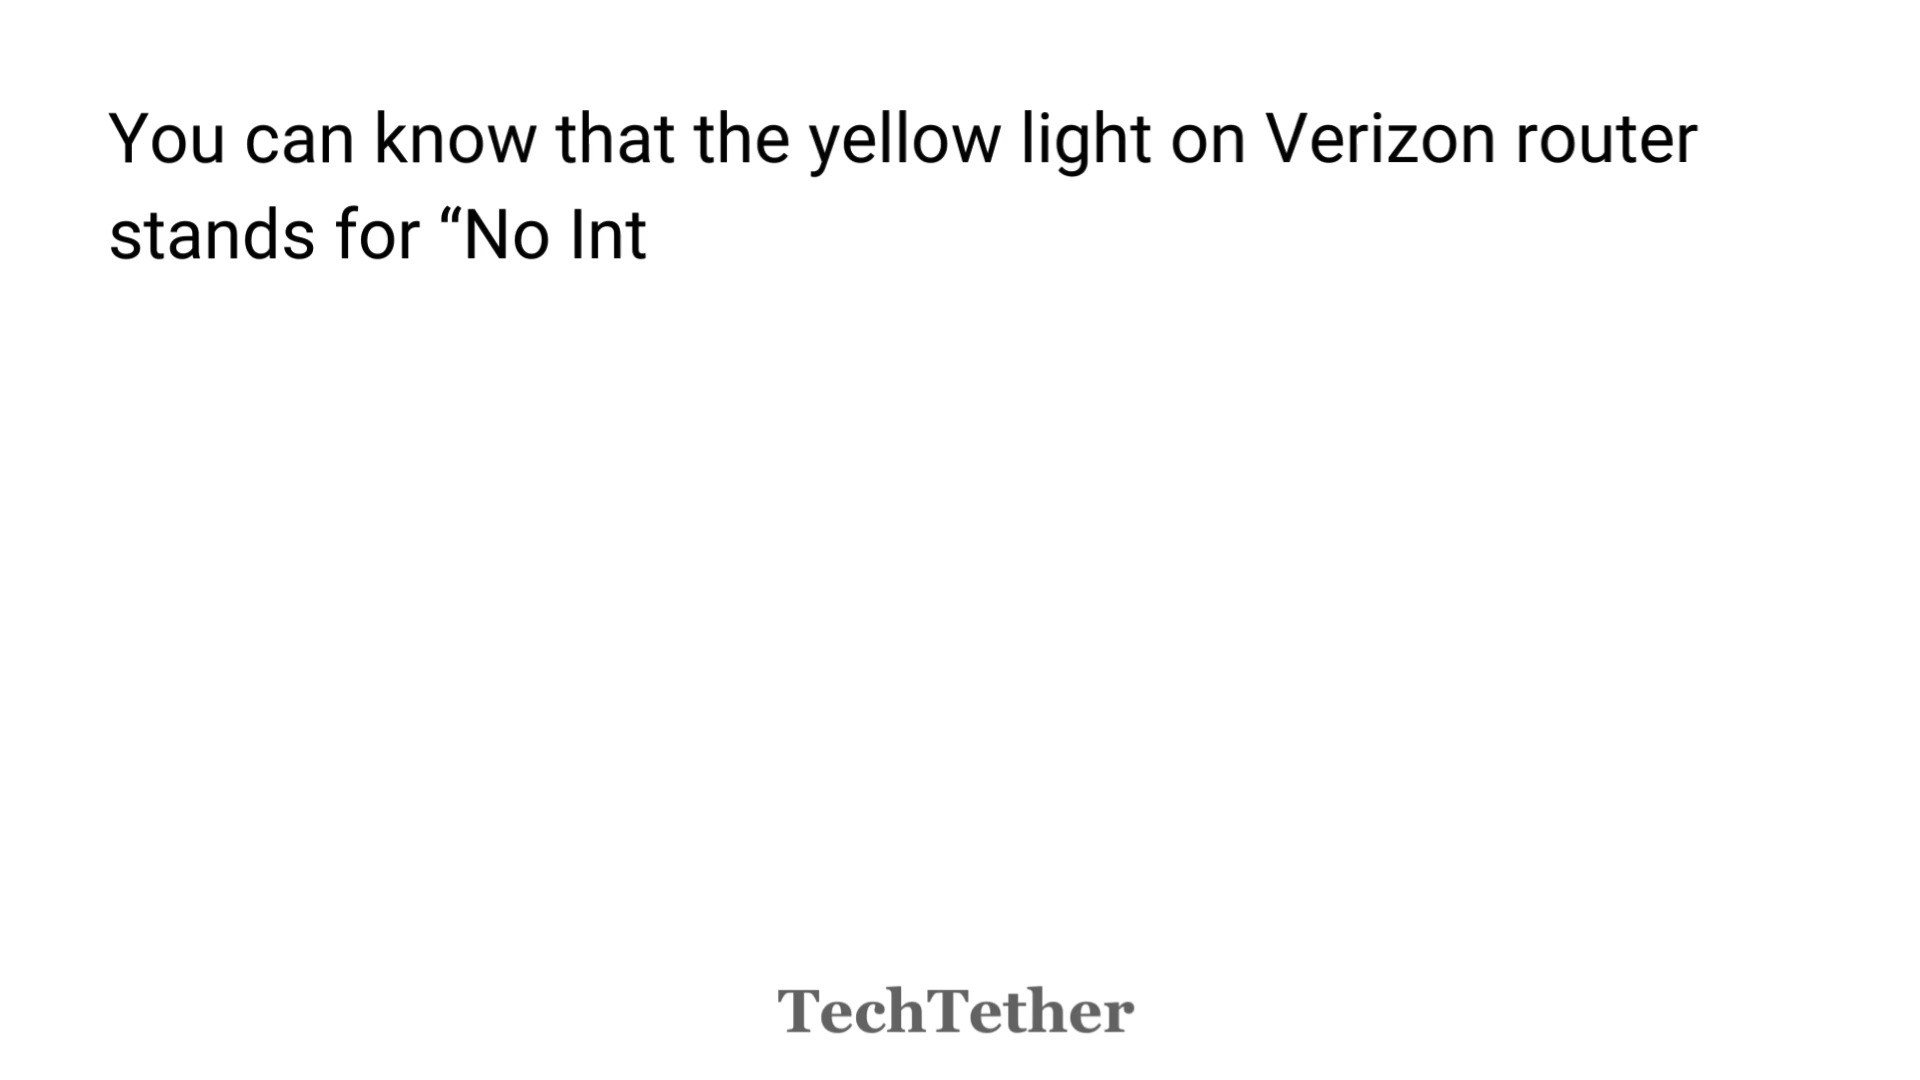 You can know that the yellow light on Verizon router
stands for “No Int
TechTether